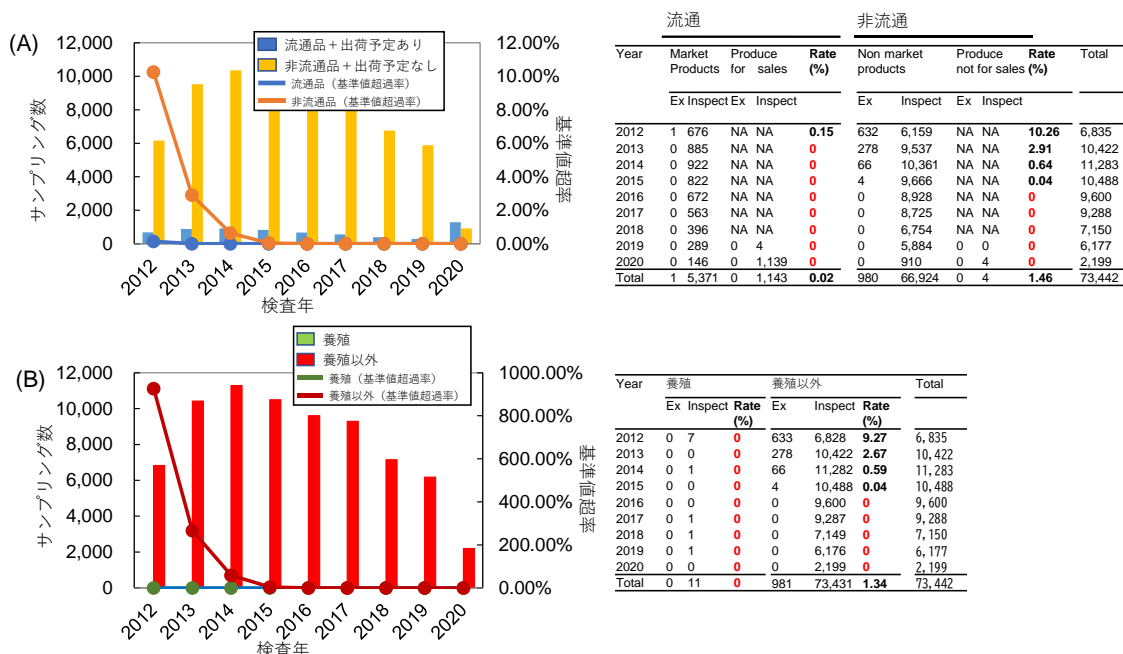 (A)
12,000
10,000
8,000
6,000
4,000
2,000
0
サンプリング数
12.00%
10.00%
8.00%
6.00%
4.00%
2.00%
0.00%
基準値超率
流通品＋出荷予定あり
非流通品＋出荷予定なし
流通品（基準値超過率）
非流通品（基準値超過率）
2012 2013 2014 2015 2016 2017 2018 2019 2020
検査年
流通 非流通
Year Market Products Produce for sales Rate (%) Non market products Produce not for sales Rate (%) Total
Ex Inspect Ex Inspect Ex Inspect Ex Inspect
2012 1 676 NA NA 0.15 632 6,159 NA NA 10.26 6,835
2013 0 885 NA NA 0 278 9,537 NA NA 2.91 10,422
2014 0 922 NA NA 0 66 10,361 NA NA 0.64 11,283
2015 0 822 NA NA 0 4 9,666 NA NA 0.04 10,488
2016 0 672 NA NA 0 0 8,928 NA NA 0 9,600
2017 0 563 NA NA 0 0 8,725 NA NA 0 9,288
2018 0 396 NA NA 0 0 6,754 NA NA 0 7,150
2019 0 289 0 4 0 0 5,884 0 0 0 6,177
2020 0 146 0 1,139 0 0 910 0 4 0 2,199
Total 1 5,371 0 1,143 0.02 980 66,924 0 4 1.46 73,442
(B)
12,000
10,000
8,000
6,000
4,000
2,000
0
サンプリング数
1000.00%
800.00%
600.00%
400.00%
200.00%
0.00%
基準値超率
養殖
養殖以外
養殖（基準値超過率）
養殖以外（基準値超過率）
2012 2013 2014 2015 2016 2017 2018 2019 2020
検査年
Year 養殖 養殖以外 Total
Ex Inspect Rate (%) Ex Inspect Rate (%)
2012 0 7 0 633 6,828 9.27 6,835
2013 0 0 0 278 10,422 2.67 10,422
2014 0 1 0 66 11,282 0.59 11,283
2015 0 0 0 4 10,488 0.04 10,488
2016 0 0 0 0 9,600 0 9,600
2017 0 1 0 0 9,287 0 9,288
2018 0 1 0 0 7,149 0 7,150
2019 0 1 0 0 6,176 0 6,177
2020 0 0 0 0 2,199 0 2,199
Total 0 11 0 981 73,431 1.34 73,442